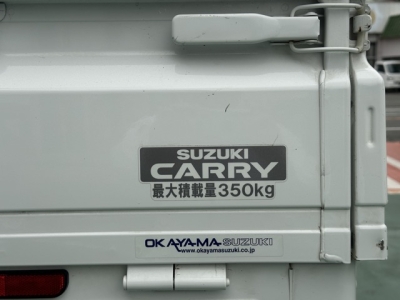 SUZUKI
CARRY
最大積載量350kg
OKAYAMA SUZUKI
www.okayamasuzuki.co.jp